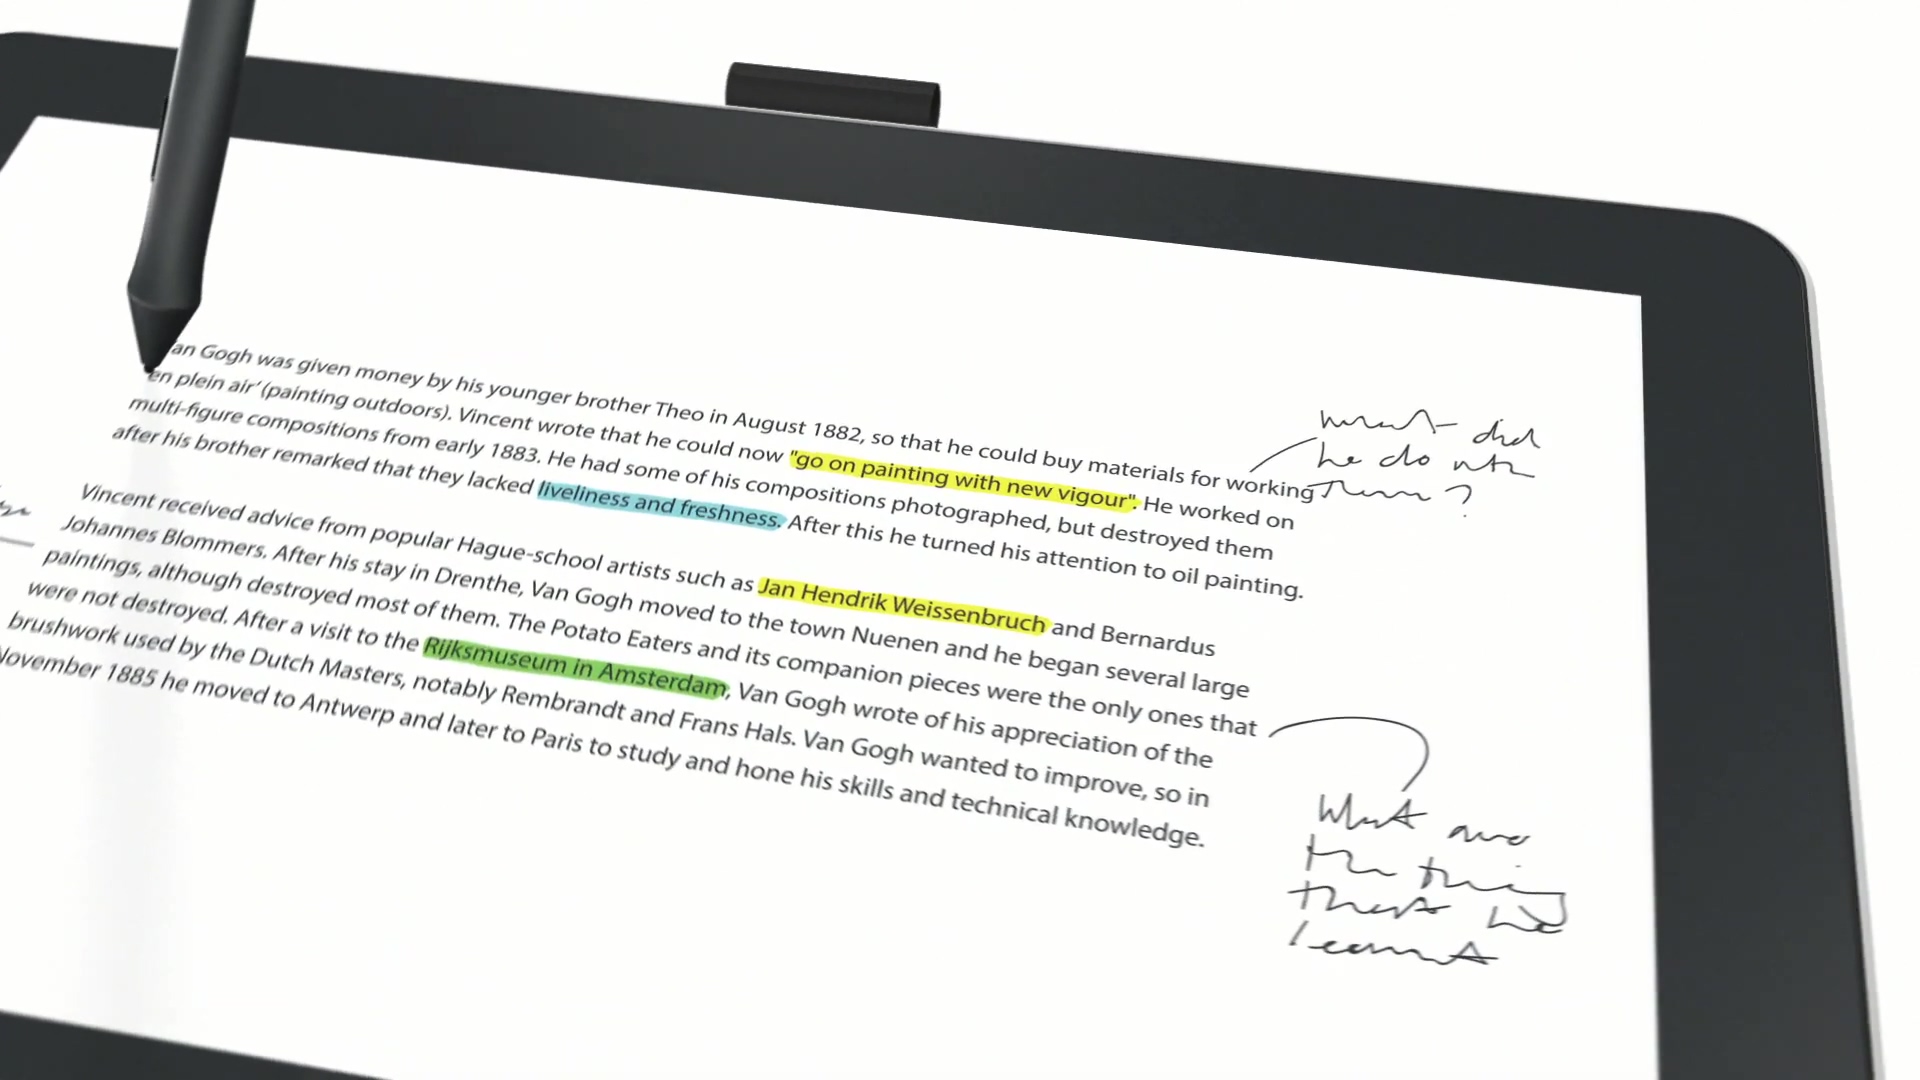 an Gogh was given money by his younger brother Theo in August 1882, so that he could buy materials for working
en plein air' (painting outdoors). Vincent wrote that he could now "go on painting with new vigour". He worked on
multi-figure compositions from early 1883. He had some of his compositions photographed, but destroyed them
after his brother remarked that they lacked liveliness and freshness. After this he turned his attention to oil painting.
Vincent received advice from popular Hague-school artists such as Jan Hendrik Weissenbruch and Bernardus
Johannes Blommers. After his stay in Drenthe, Van Gogh moved to the town Nuenen and he began several large
paintings, although destroyed most of them. The Potato Eaters and its companion pieces were the only ones that
were not destroyed. After a visit to the Rijksmuseum in Amsterdam, Van Gogh wrote of his appreciation of the
brushwork used by the Dutch Masters, notably Rembrandt and Frans Hals. Van Gogh wanted to improve, so in
November 1885 he moved to Antwerp and later to Paris to study and hone his skills and technical knowledge.
what did
he do with
them?
What are
the things
that he
learnt